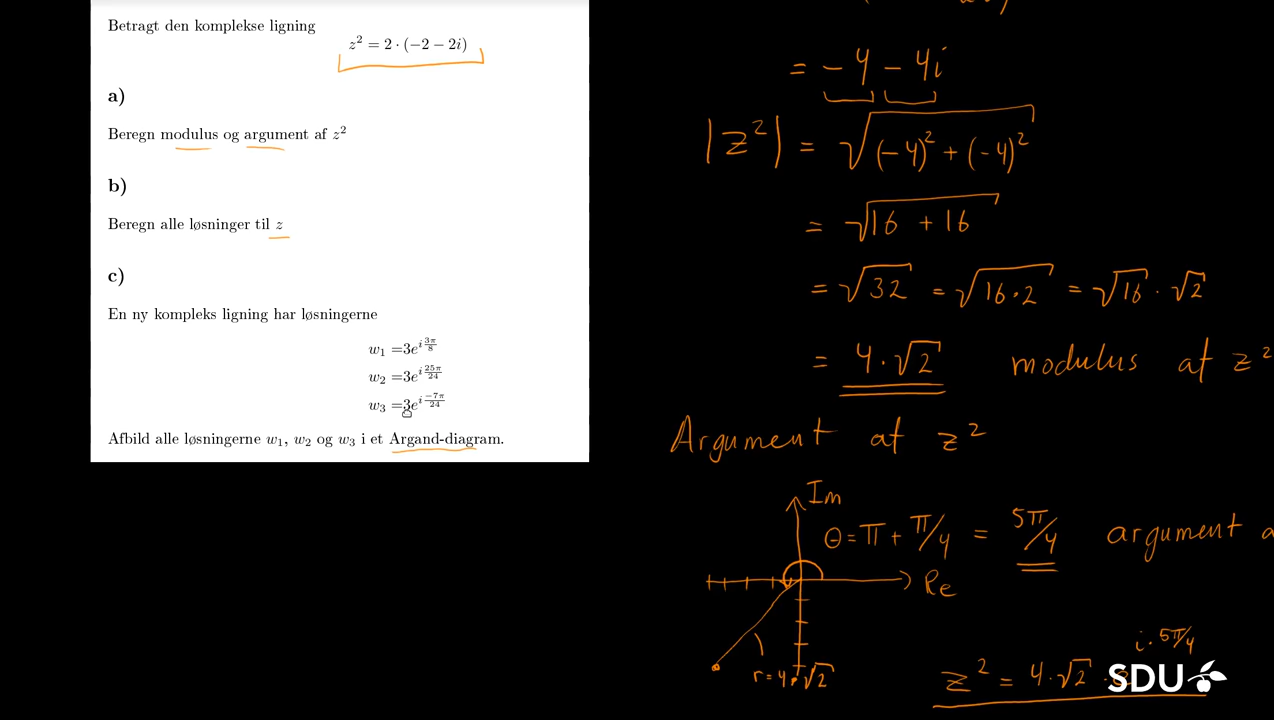 Betragt den komplekse ligning
z² = 2 · (−2 − 2i)
a)
Beregn modulus og argument af z²
b)
Beregn alle løsninger til z
c)
En ny kompleks ligning har løsningerne
w₁ =3e^{i 3π/8}
w₂ =3e^{i 25π/24}
w₃ =3e^{i −7π/24}
Afbild alle løsningerne w₁, w₂ og w₃ i et Argand-diagram.
= −4 − 4i
|z²| = √((−4)² + (−4)²)
= √(16 + 16)
= √32 = √(16·2) = √16 · √2
= 4·√2 modulus af z²
Argument af z²
Im
θ = π + π/4 = 5π/4 argument
Re
r = 4·√2
i·5π/4
z² = 4·√2 ·
SDU